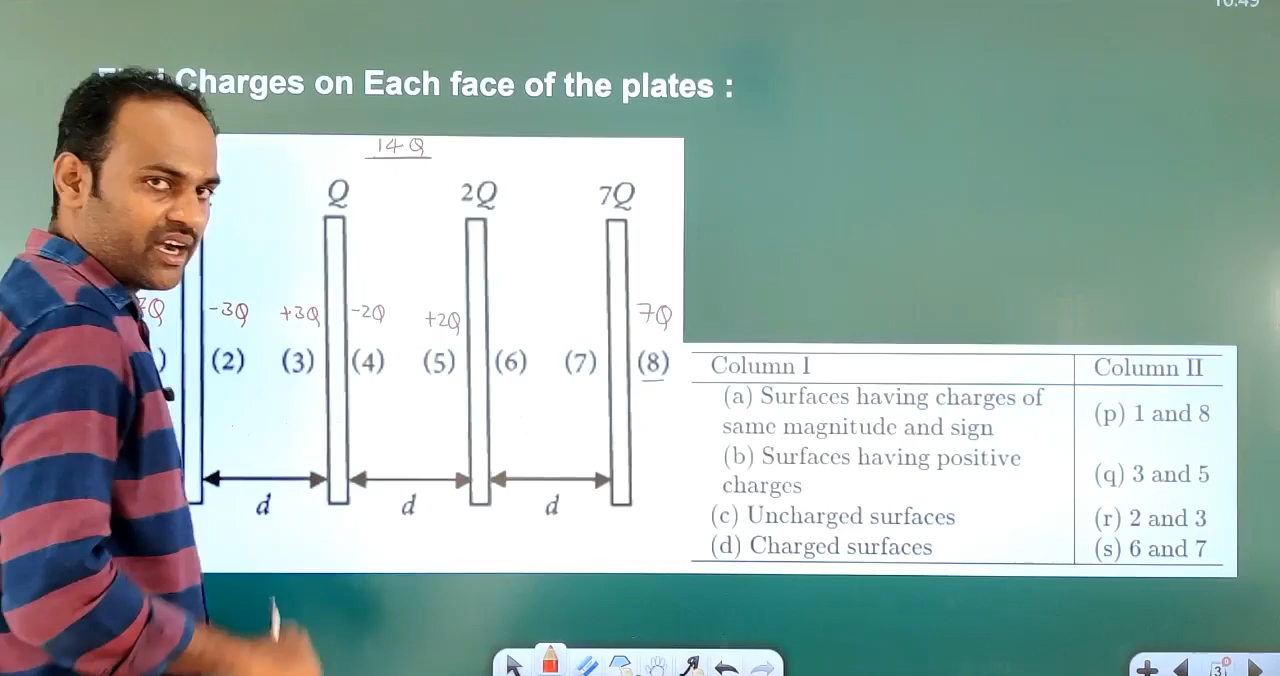 Charges on Each face of the plates :
14Q
Q 2Q 7Q
-3Q +3Q -2Q +2Q 7Q
(2) (3) (4) (5) (6) (7) (8)
d d d
Column I Column II
(a) Surfaces having charges of
same magnitude and sign
(p) 1 and 8
(b) Surfaces having positive
charges
(q) 3 and 5
(c) Uncharged surfaces (r) 2 and 3
(d) Charged surfaces (s) 6 and 7
3